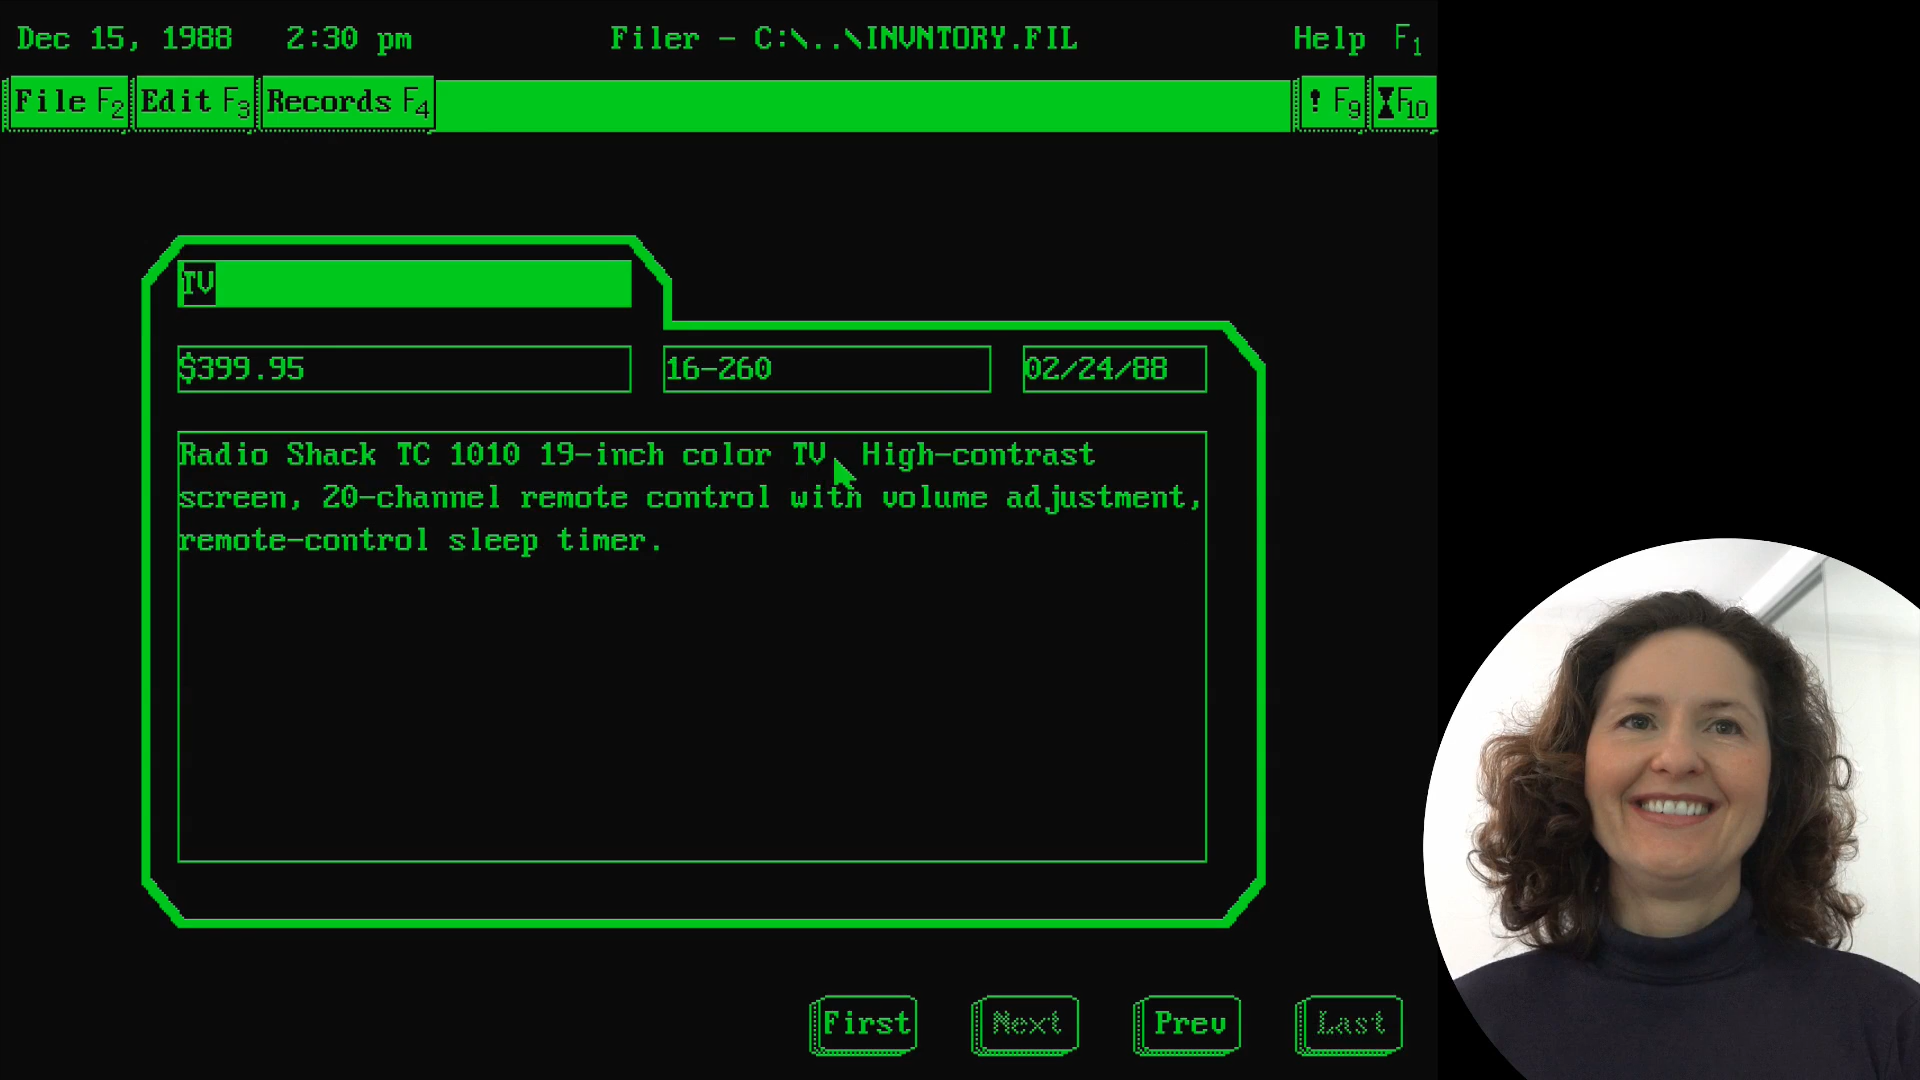 Dec 15, 1988 2:30 pm Filer - C:\..\INVNTORY.FIL Help F1
File F2 Edit F3 Records F4 ! F9 F10
TV
$399.95 16-260 02/24/88
Radio Shack TC 1010 19-inch color TV. High-contrast
screen, 20-channel remote control with volume adjustment,
remote-control sleep timer.
First Next Prev Last